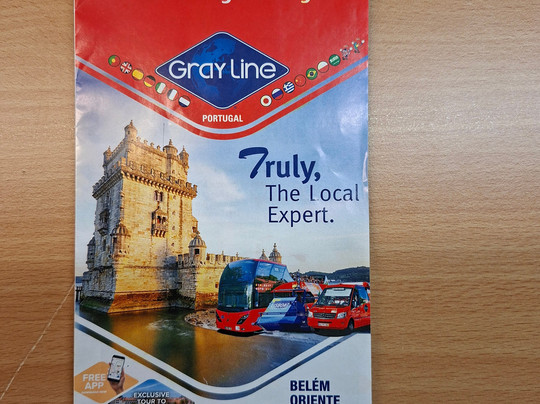 GRAY LINE
PORTUGAL
Truly,
The Local
Expert.
FREE
APP
EXCLUSIVE
TOUR TO
BELÉM
ORIENTE